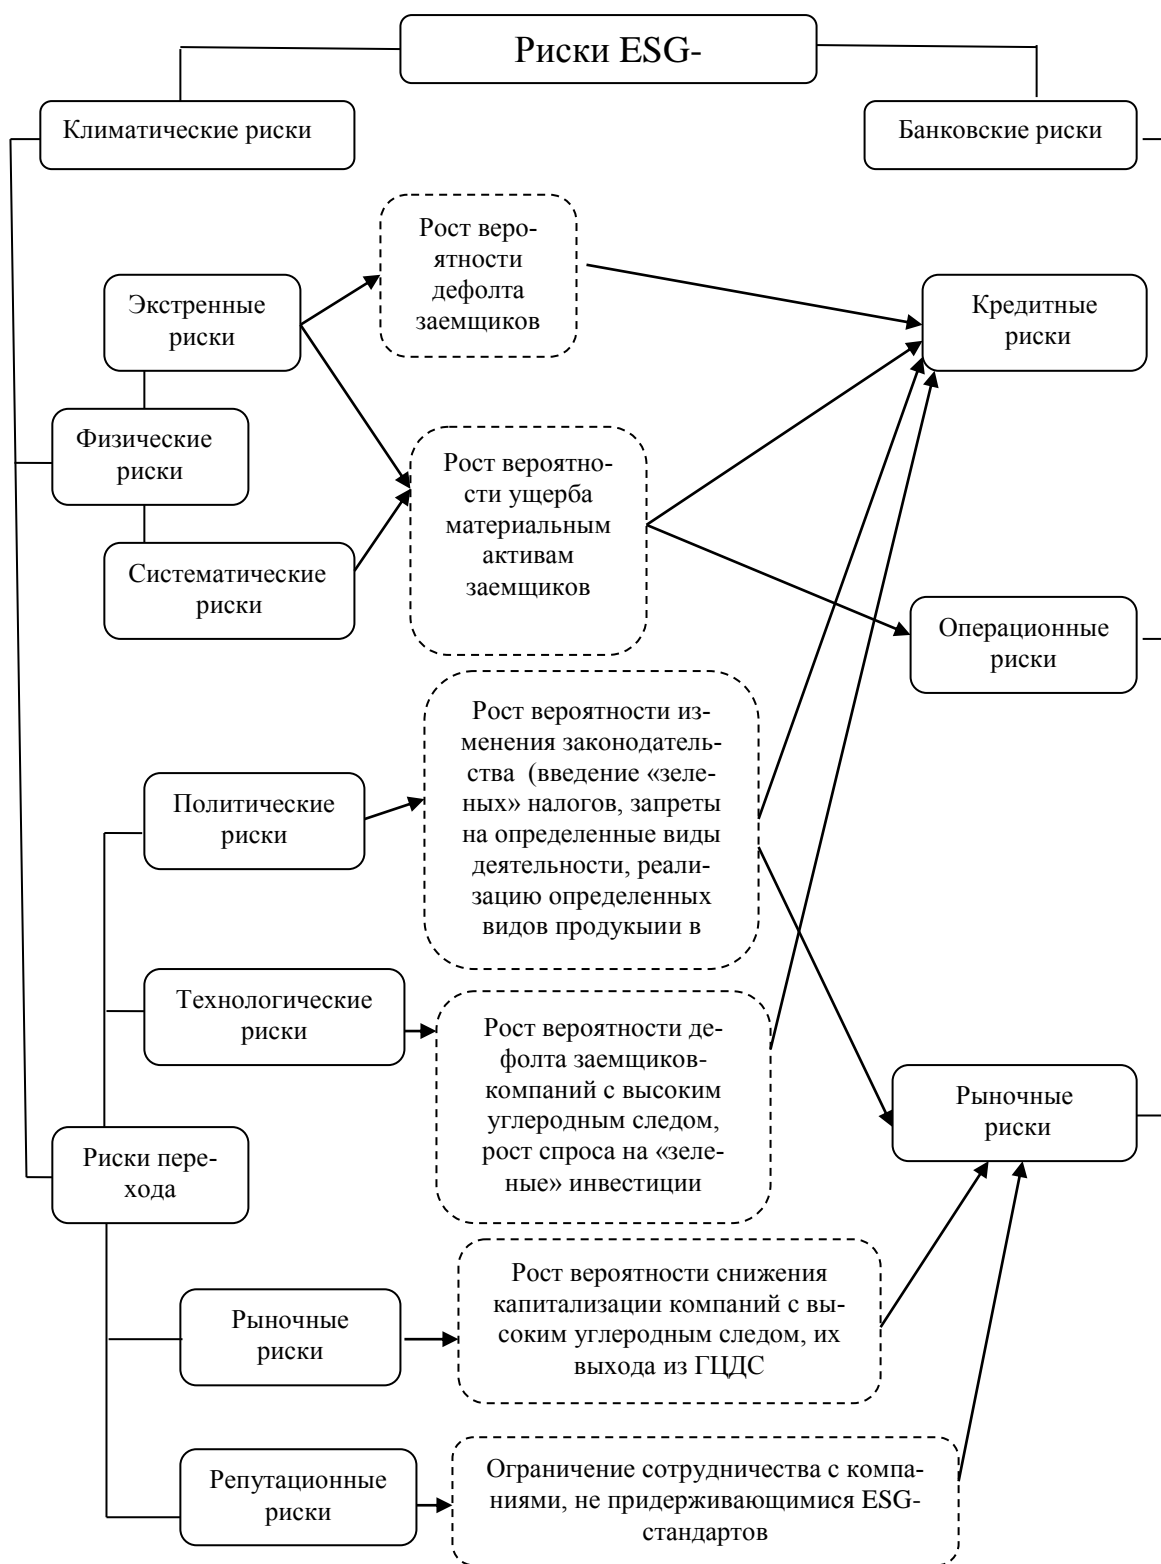 Риски ESG-
Климатические риски
Банковские риски
Рост веро-
ятности
дефолта
заемщиков
Экстренные
риски
Кредитные
риски
Физические
риски
Рост вероятно-
сти ущерба
материальным
активам
заемщиков
Систематические
риски
Операционные
риски
Рост вероятности из-
менения законодатель-
ства (введение «зеле-
ных» налогов, запреты
на определенные виды
деятельности, реали-
зацию определенных
видов продукыии в
Политические
риски
Технологические
риски
Рост вероятности де-
фолта заемщиков-
компаний с высоким
углеродным следом,
рост спроса на «зеле-
ные» инвестиции
Рыночные
риски
Риски пере-
хода
Рост вероятности снижения
капитализации компаний с вы-
соким углеродным следом, их
выхода из ГЦДС
Рыночные
риски
Репутационные
риски
Ограничение сотрудничества с компа-
ниями, не придерживающимися ESG-
стандартов